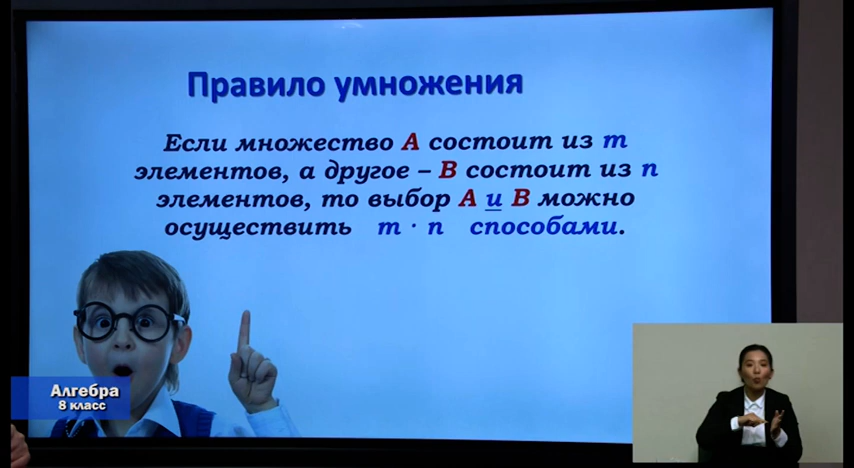 Правило умножения
Если множество А состоит из m
элементов, а другое – В состоит из n
элементов, то выбор А и В можно
осуществить m · n способами.
Алгебра
8 класс